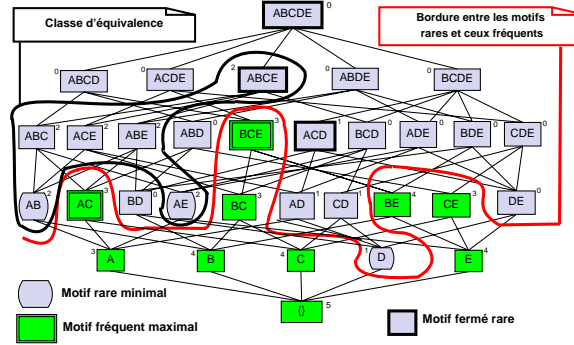 Classe d'équivalence
ABCDE 0
Bordure entre les motifs
rares et ceux fréquents
0 ABCD
0 ACDE
2 ABCE
0 ABDE
0 BCDE
ABC 2
ACE 2
ABE 2
ABD 0
BCE 3
ACD 1
BCD 0
ADE 0
BDE 0
CDE 0
AB 2
AC 3
BD 0
AE 2
BC 3
AD 1
CD 1
BE 4
CE 3
DE 0
3 A
4 B
4 C
1 D
E 4
{} 5
Motif rare minimal
Motif fréquent maximal
Motif fermé rare